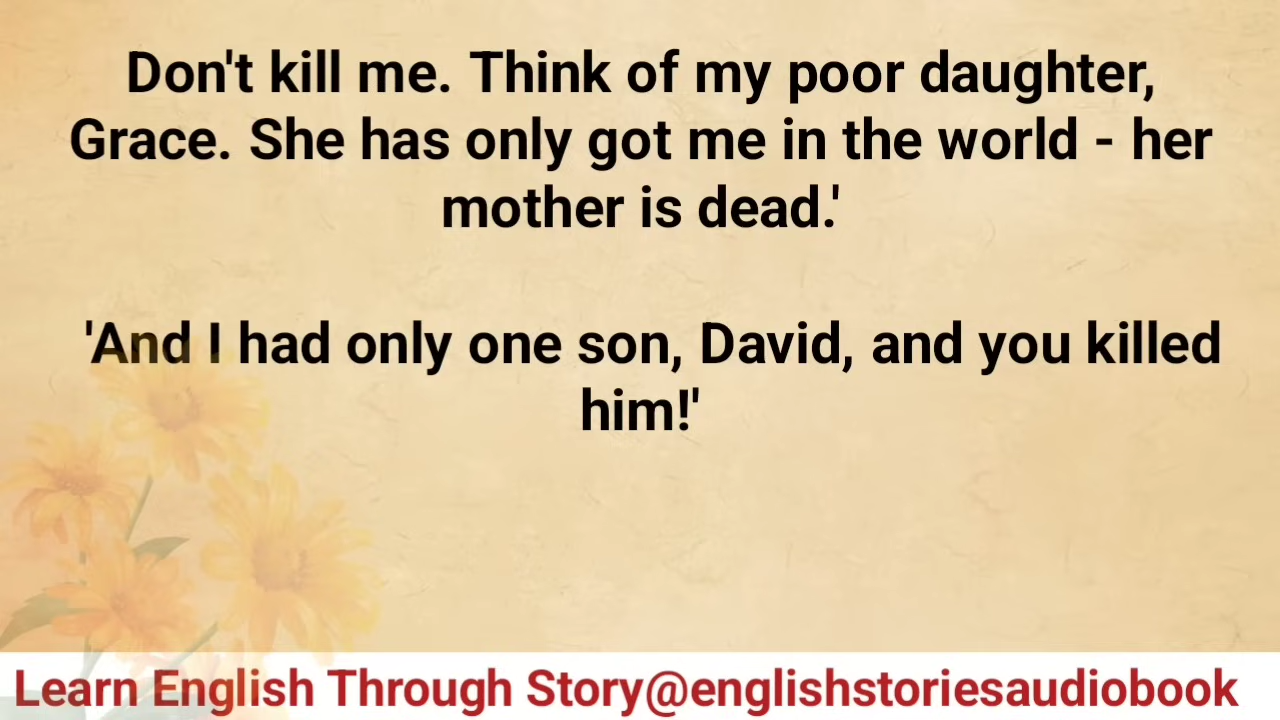 Don't kill me. Think of my poor daughter,
Grace. She has only got me in the world - her
mother is dead.'
'And I had only one son, David, and you killed
him!'
Learn English Through Story@englishstoriesaudiobook